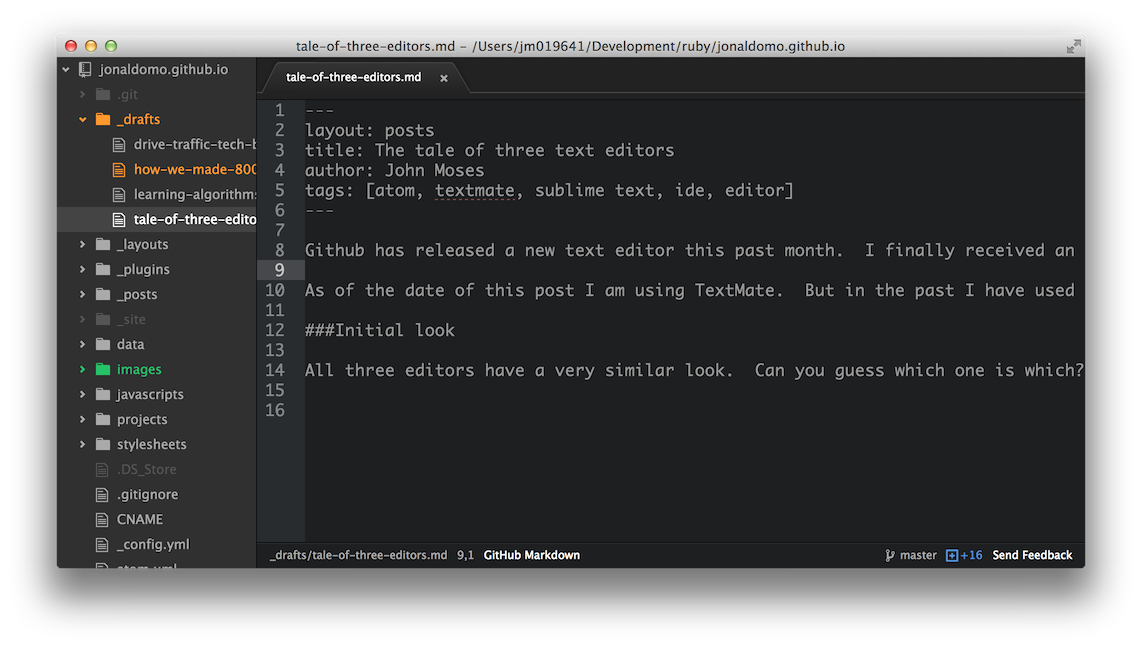 tale-of-three-editors.md – /Users/jm019641/Development/ruby/jonaldomo.github.io
jonaldomo.github.io
.git
_drafts
drive-traffic-tech-b
how-we-made-800
learning-algorithms
tale-of-three-edito
_layouts
_plugins
_posts
_site
data
images
javascripts
projects
stylesheets
.DS_Store
.gitignore
CNAME
_config.yml
atom.xml
tale-of-three-editors.md ×
1 ---
2 layout: posts
3 title: The tale of three text editors
4 author: John Moses
5 tags: [atom, textmate, sublime text, ide, editor]
6 ---
7
8 Github has released a new text editor this past month.  I finally received an
9
10 As of the date of this post I am using TextMate.  But in the past I have used
11
12 ###Initial look
13
14 All three editors have a very similar look.  Can you guess which one is which?
15
16
_drafts/tale-of-three-editors.md 9,1 GitHub Markdown master +16 Send Feedback